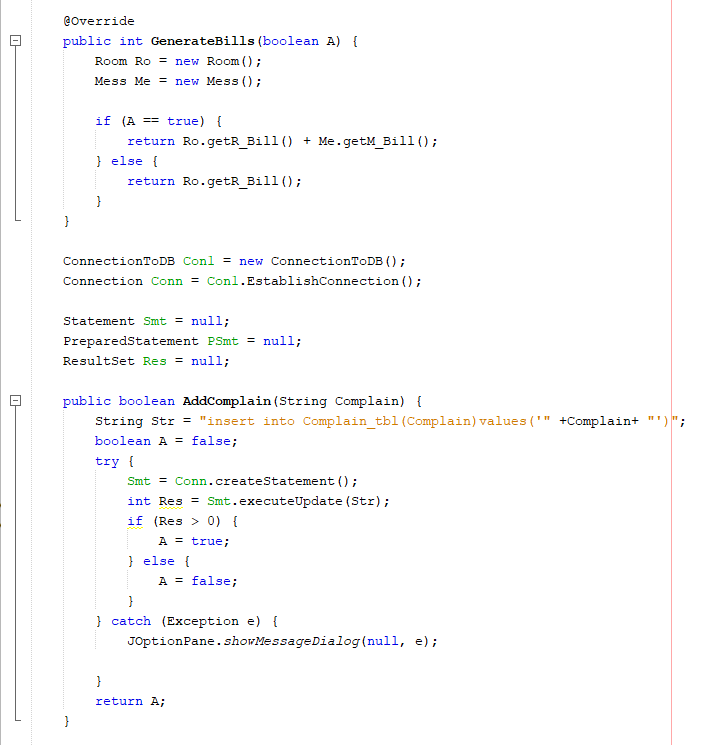 @Override
public int GenerateBills(boolean A) {
    Room Ro = new Room();
    Mess Me = new Mess();

    if (A == true) {
        return Ro.getR_Bill() + Me.getM_Bill();
    } else {
        return Ro.getR_Bill();
    }
}

ConnectionToDB Con1 = new ConnectionToDB();
Connection Conn = Con1.EstablishConnection();

Statement Smt = null;
PreparedStatement PSmt = null;
ResultSet Res = null;

public boolean AddComplain(String Complain) {
    String Str = "insert into Complain_tbl(Complain)values('" +Complain+ "')";
    boolean A = false;
    try {
        Smt = Conn.createStatement();
        int Res = Smt.executeUpdate(Str);
        if (Res > 0) {
            A = true;
        } else {
            A = false;
        }
    } catch (Exception e) {
        JOptionPane.showMessageDialog(null, e);

    }
    return A;
}